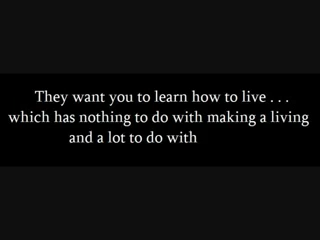 They want you to learn how to live . . .
which has nothing to do with making a living
and a lot to do with